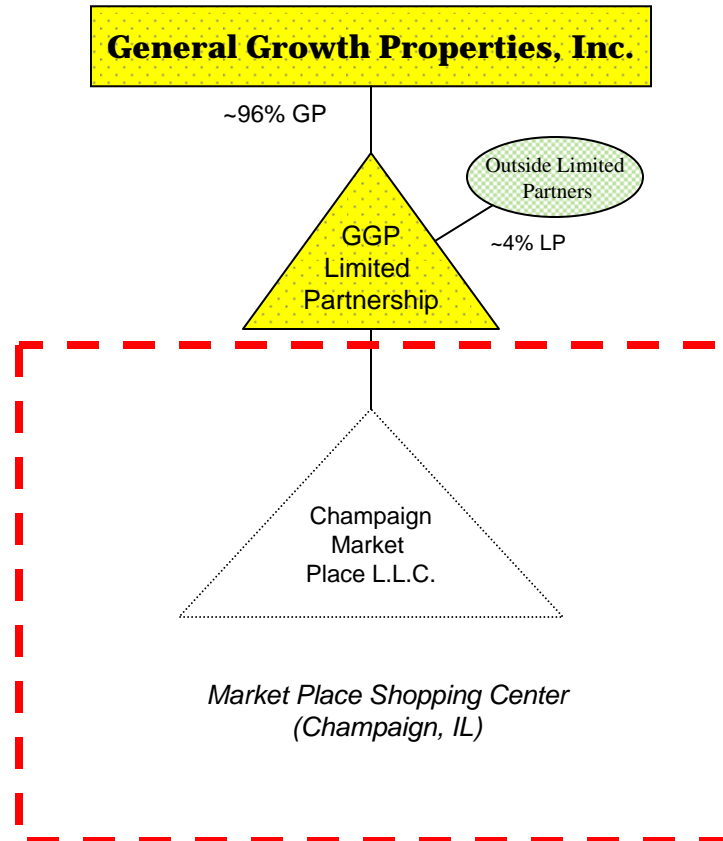 General Growth Properties, Inc.
~96% GP
Outside Limited
Partners
~4% LP
GGP
Limited
Partnership
Champaign
Market
Place L.L.C.
Market Place Shopping Center
(Champaign, IL)